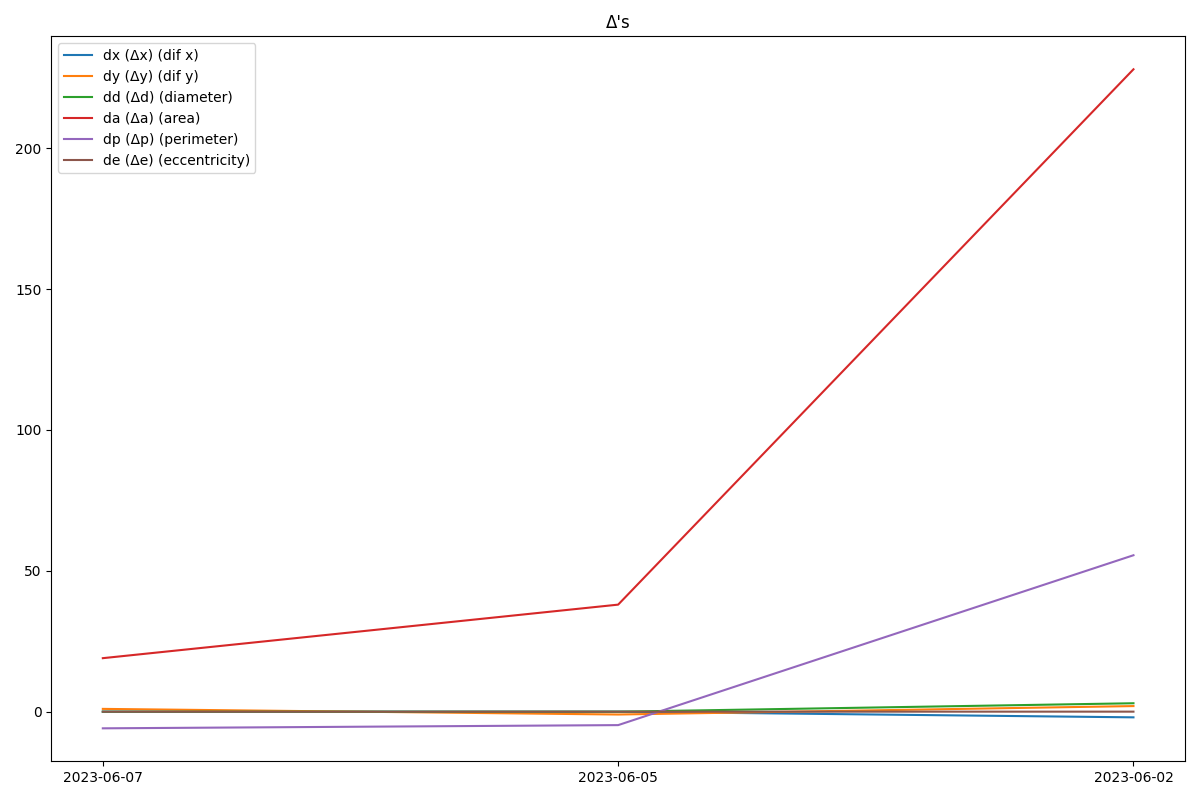 Δ's
dx (Δx) (dif x)
dy (Δy) (dif y)
dd (Δd) (diameter)
da (Δa) (area)
dp (Δp) (perimeter)
de (Δe) (eccentricity)
200
150
100
50
0
2023-06-07 2023-06-05 2023-06-02